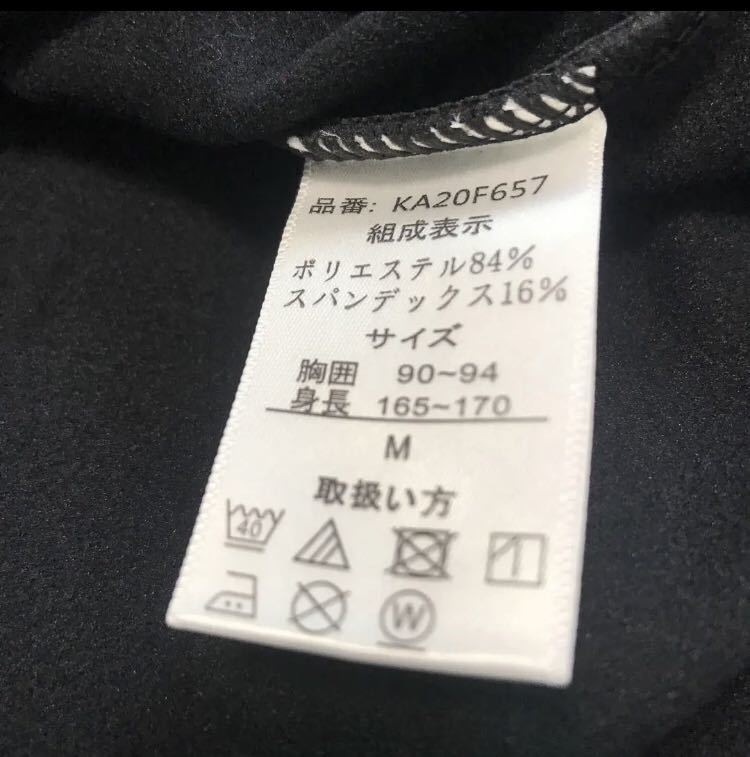 品番: KA20F657
組成表示
ポリエステル84%
スパンデックス16%
サイズ
胸囲 90~94
身長 165~170
M
取扱い方
40
W